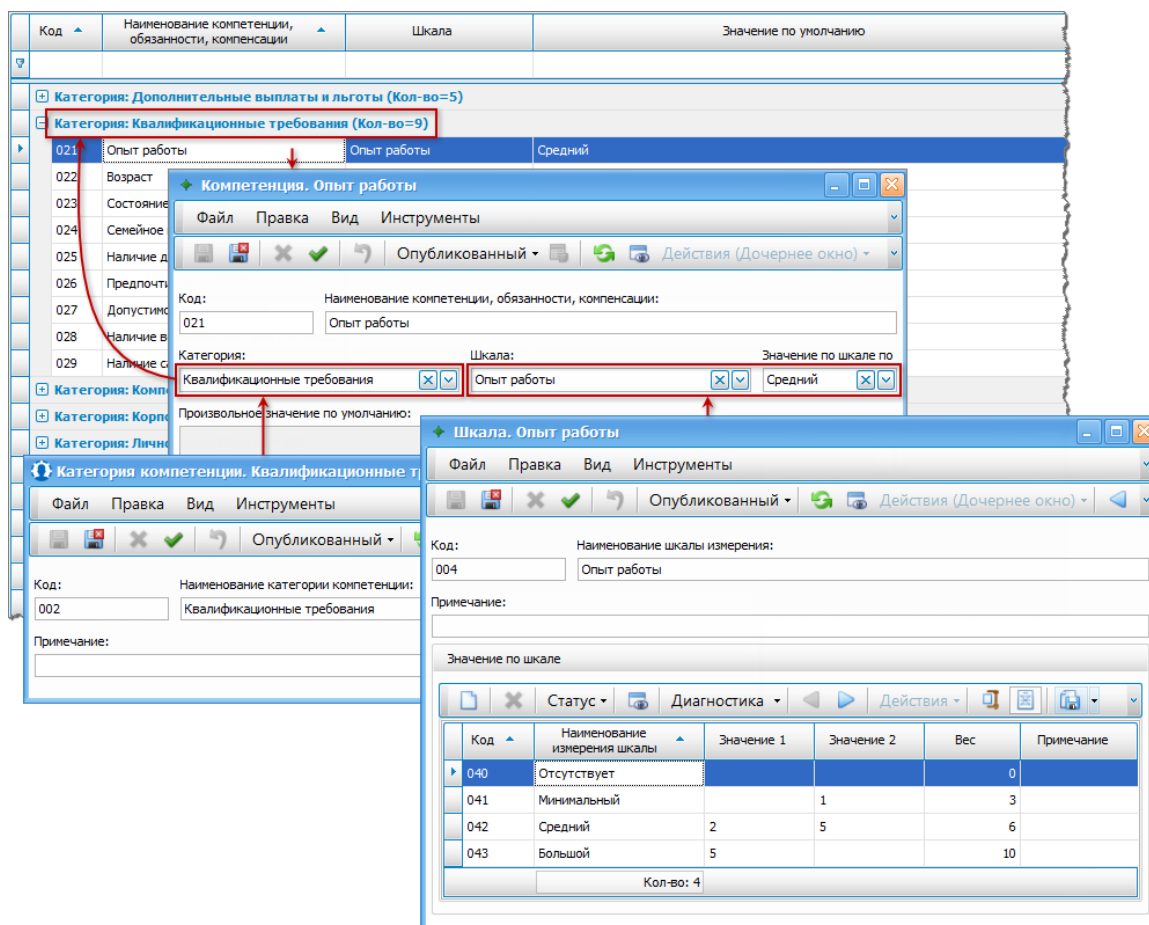 Код Наименование компетенции, обязанности, компенсации Шкала Значение по умолчанию
Категория: Дополнительные выплаты и льготы (Кол-во=5)
Категория: Квалификационные требования (Кол-во=9)
021 Опыт работы Опыт работы Средний
022 Возраст
023 Состояние
024 Семейное
025 Наличие
026
027
028 Наличие
029 Наличие
Категория:
Категория:
Категория:
Компетенция. Опыт работы
Файл Правка Вид Инструменты
Опубликованный Действия (Дочернее окно)
Код: Наименование компетенции, обязанности, компенсации:
021 Опыт работы
Категория: Шкала: Значение по шкале по
Квалификационные требования Опыт работы Средний
Произвольное значение по умолчанию:
Категория компетенции. Квалификационные
Файл Правка Вид Инструменты
Опубликованный
Код: Наименование категории компетенции:
002 Квалификационные требования
Примечание:
Шкала. Опыт работы
Файл Правка Вид Инструменты
Опубликованный Действия (Дочернее окно)
Код: Наименование шкалы измерения:
004 Опыт работы
Примечание:
Значение по шкале
Статус Диагностика Действия
Код Наименование измерения шкалы Значение 1 Значение 2 Вес Примечание
040 Отсутствует 0
041 Минимальный 1 3
042 Средний 2 5 6
043 Большой 5 10
Кол-во: 4